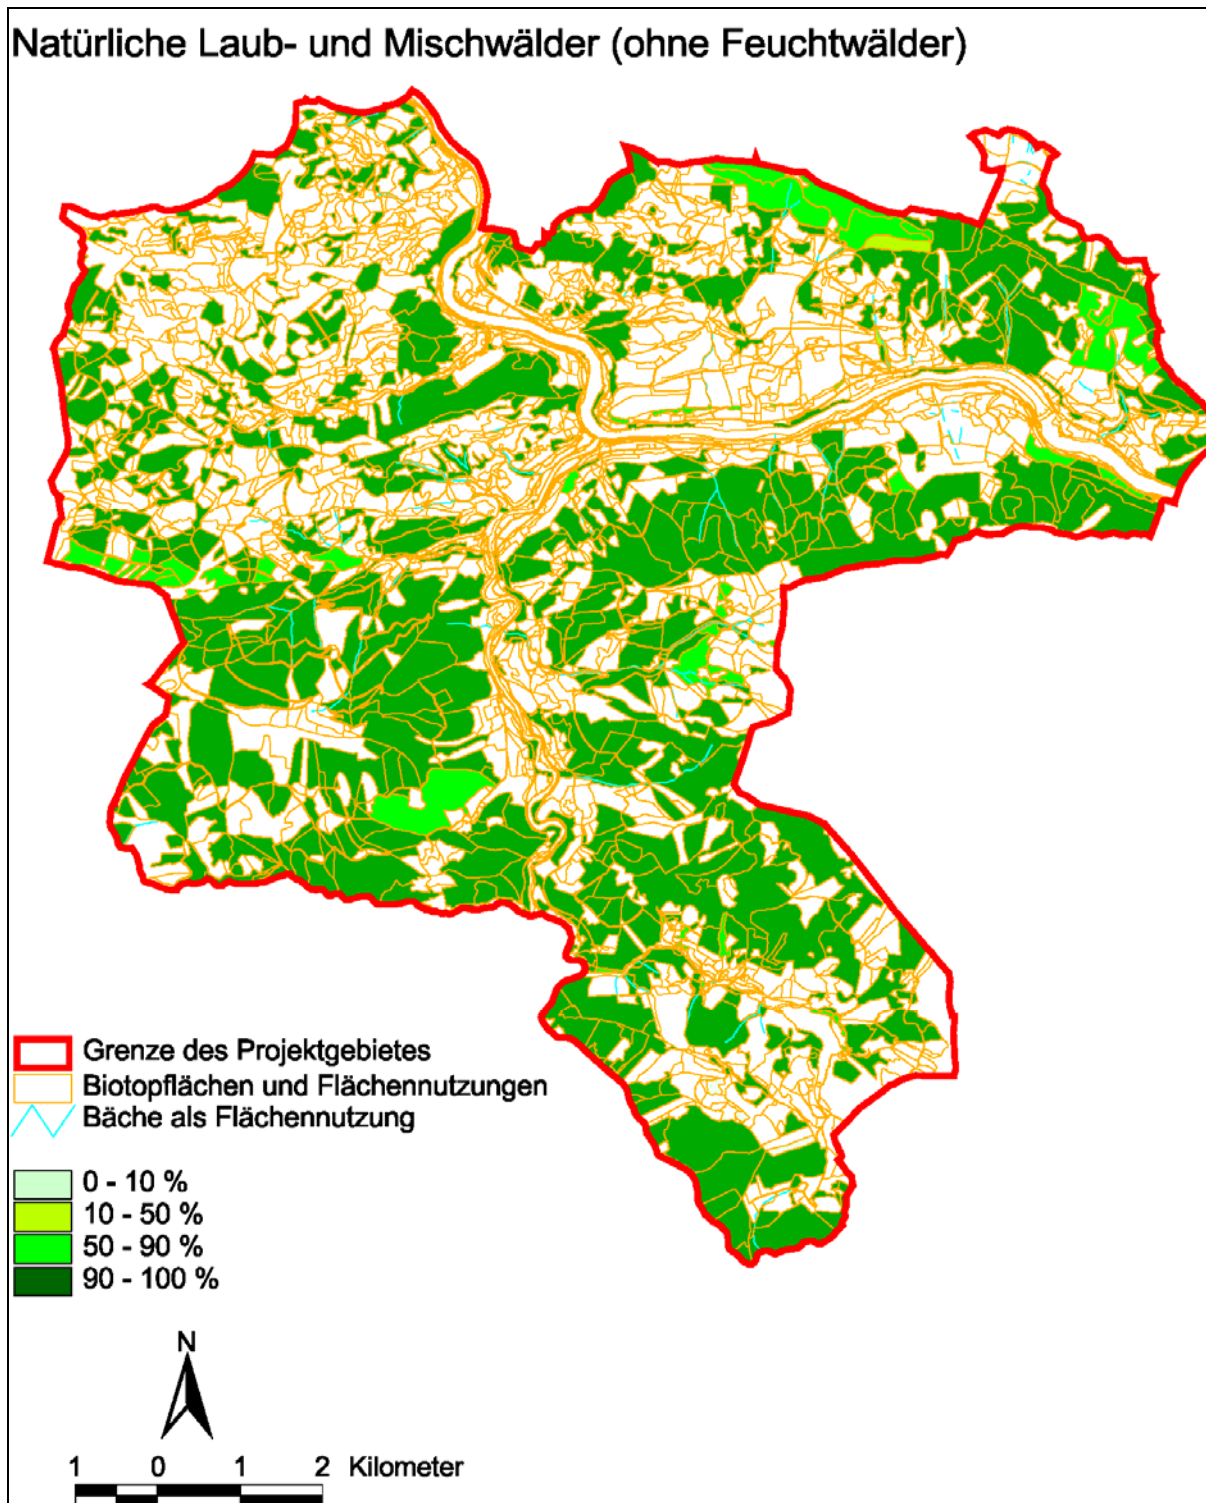 Natürliche Laub- und Mischwälder (ohne Feuchtwälder)
Grenze des Projektgebietes
Biotopflächen und Flächennutzungen
Bäche als Flächennutzung
0 - 10 %
10 - 50 %
50 - 90 %
90 - 100 %
N
1 0 1 2 Kilometer